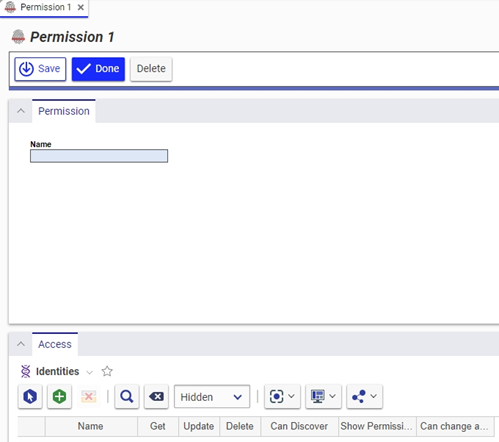 Permission 1
Permission 1
Save Done Delete
Permission
Name
Access
Identities
Hidden
Name Get Update Delete Can Discover Show Permissi... Can change a...